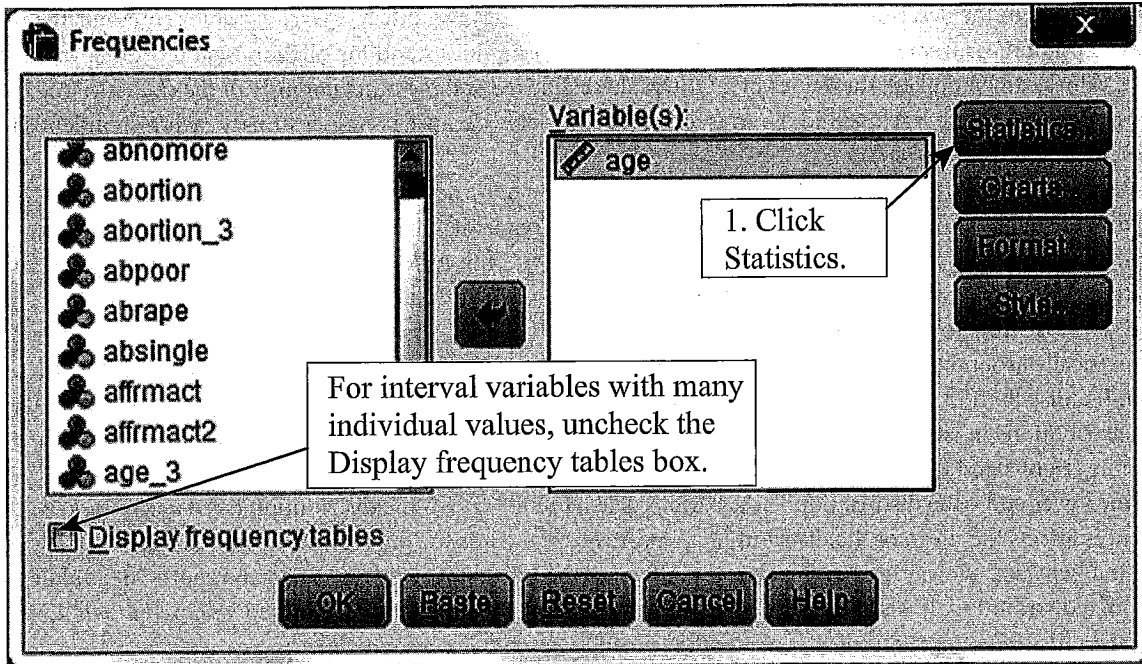 Frequencies
X
Variable(s):
abnomore
abortion
abortion_3
abpoor
abrape
absingle
affrmact
affrmact2
age_3
age
Statistics...
Charts...
Format...
Style...
1. Click
Statistics.
For interval variables with many
individual values, uncheck the
Display frequency tables box.
Display frequency tables
OK
Paste
Reset
Cancel
Help